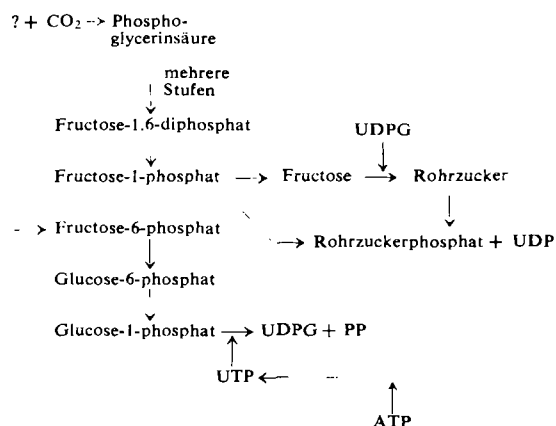 ? + CO₂ --> Phospho-
glycerinsäure
mehrere
Stufen
Fructose-1.6-diphosphat
UDPG
Fructose-1-phosphat → Fructose → Rohrzucker
→ Fructose-6-phosphat
→ Rohrzuckerphosphat + UDP
Glucose-6-phosphat
Glucose-1-phosphat → UDPG + PP
UTP ←
ATP